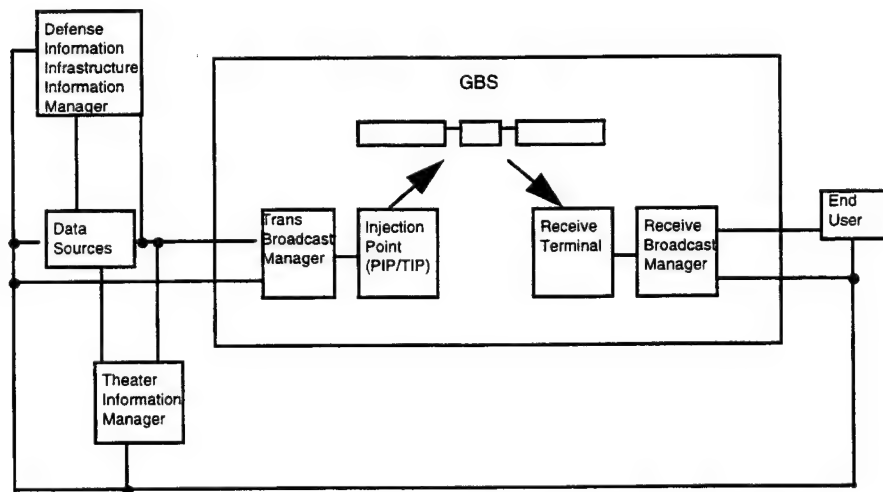 Defense
Information
Infrastructure
Information
Manager
GBS
Data
Sources
Trans
Broadcast
Manager
Injection
Point
(PIP/TIP)
Receive
Terminal
Receive
Broadcast
Manager
End
User
Theater
Information
Manager